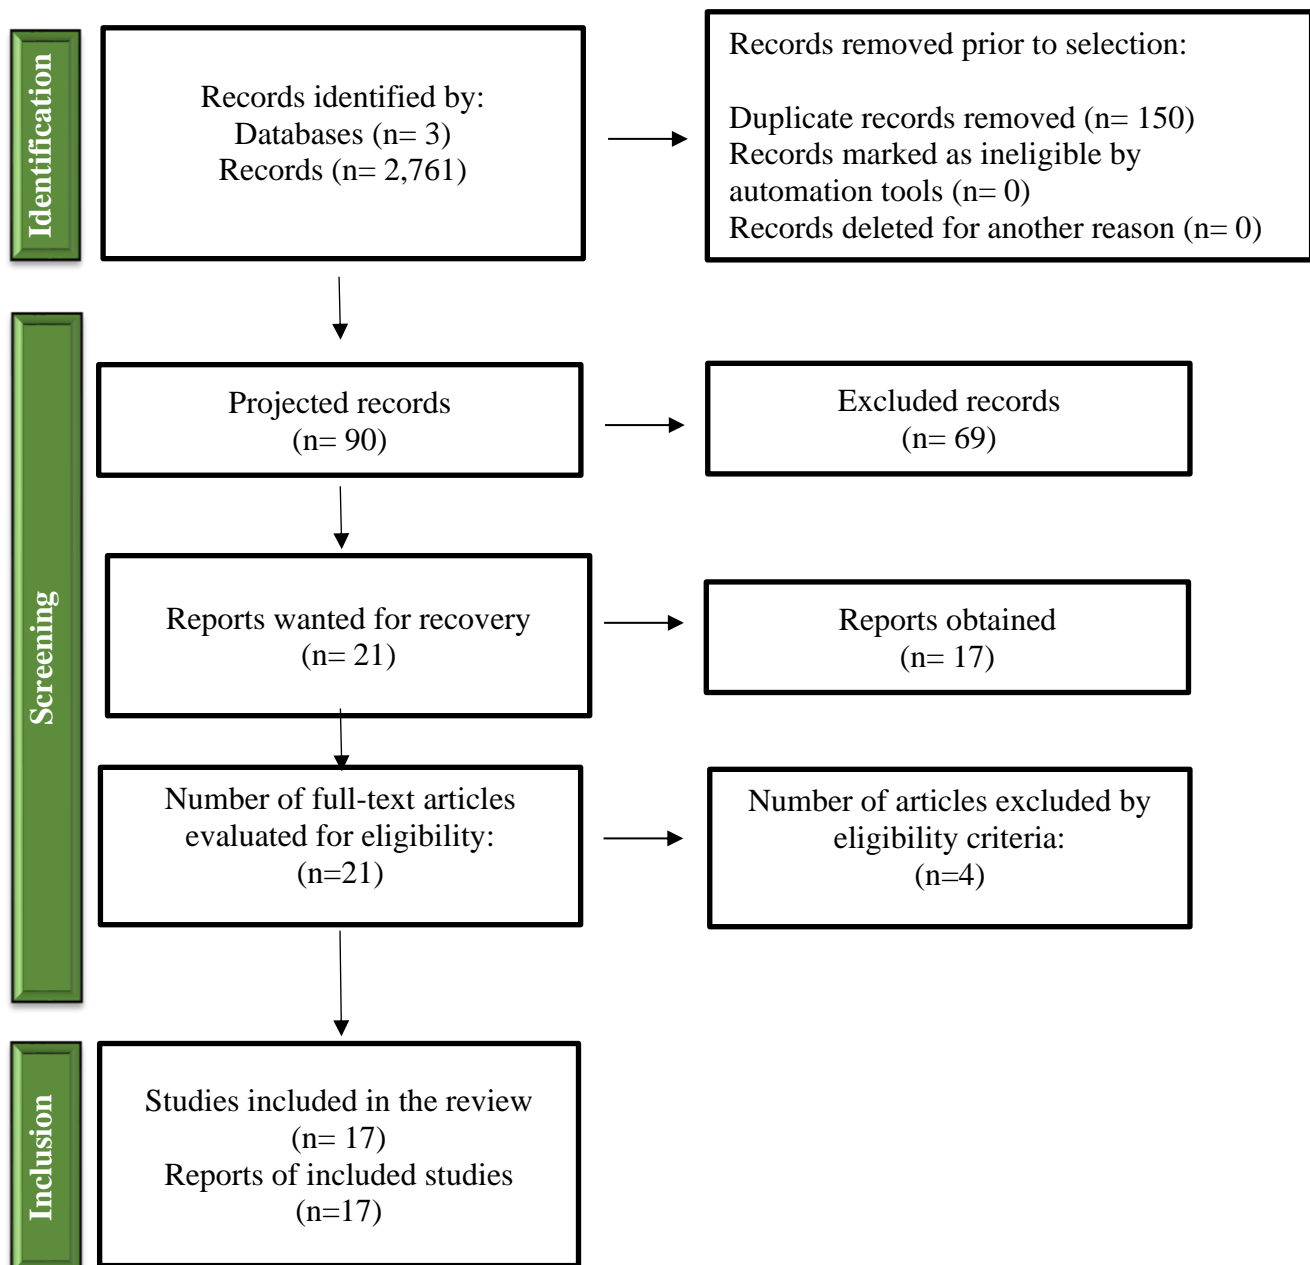 Identification
Records identified by:
Databases (n= 3)
Records (n= 2,761)
Records removed prior to selection:
Duplicate records removed (n= 150)
Records marked as ineligible by
automation tools (n= 0)
Records deleted for another reason (n= 0)
Screening
Projected records
(n= 90)
Excluded records
(n= 69)
Reports wanted for recovery
(n= 21)
Reports obtained
(n= 17)
Number of full-text articles
evaluated for eligibility:
(n=21)
Number of articles excluded by
eligibility criteria:
(n=4)
Inclusion
Studies included in the review
(n= 17)
Reports of included studies
(n=17)